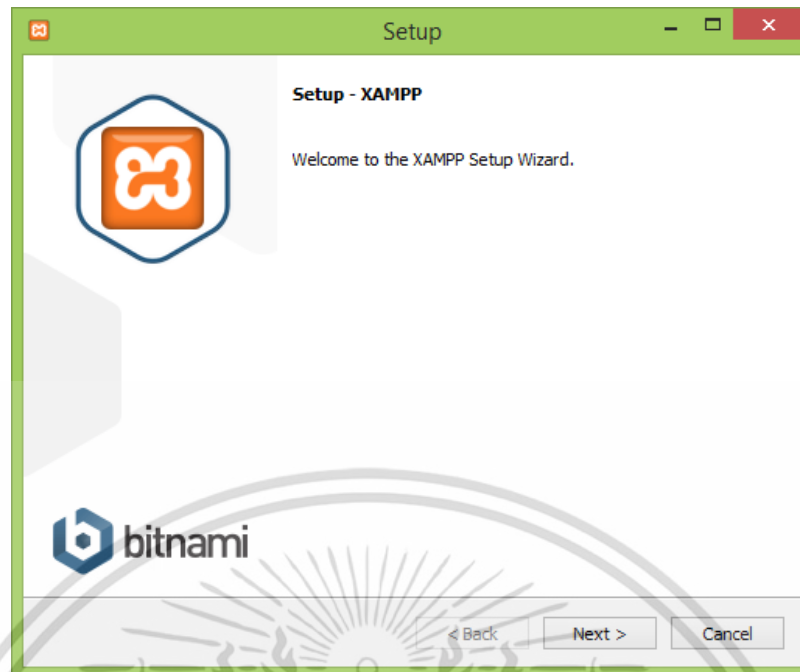 Setup
Setup - XAMPP
Welcome to the XAMPP Setup Wizard.
bitnami
< Back
Next >
Cancel